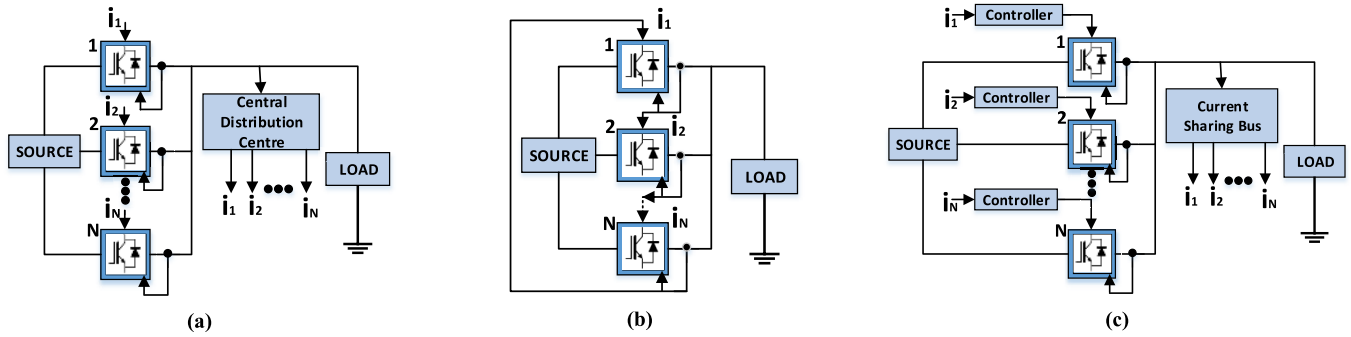 i1
1
i2
2
SOURCE
Central
Distribution
Centre
LOAD
iN
N
i1 i2 iN
(a)
i1
1
i2
2
SOURCE
LOAD
iN
N
(b)
i1 Controller
1
i2 Controller
2
SOURCE
Current
Sharing Bus
LOAD
iN Controller
N
i1 i2 iN
(c)